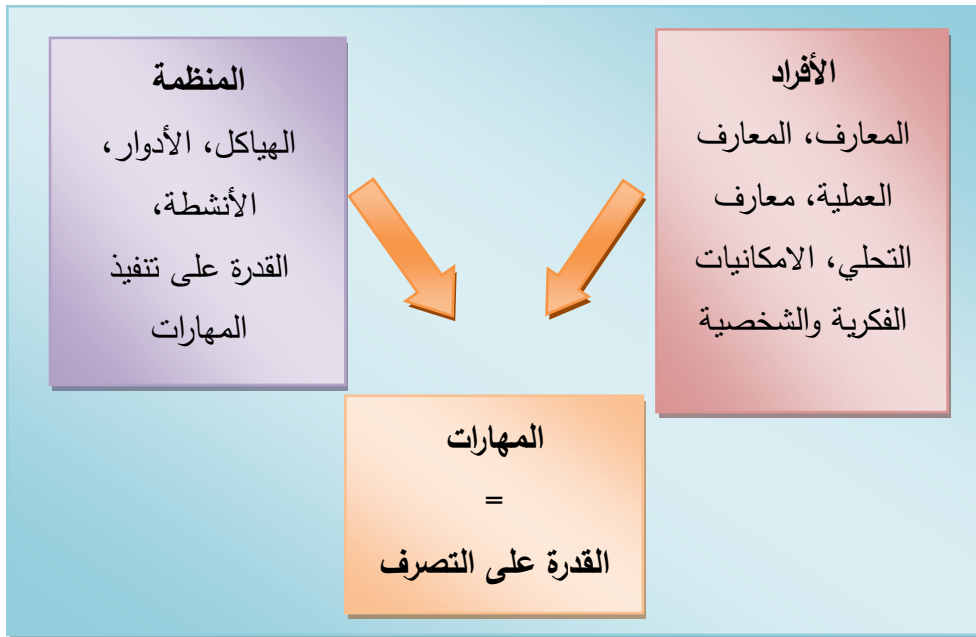 الأفراد
المعارف، المعارف
العملية، معارف
التحلي، الامكانيات
الفكرية والشخصية
المنظمة
الهياكل، الأدوار،
الأنشطة،
القدرة على تنفيذ
المهارات
المهارات
=
القدرة على التصرف